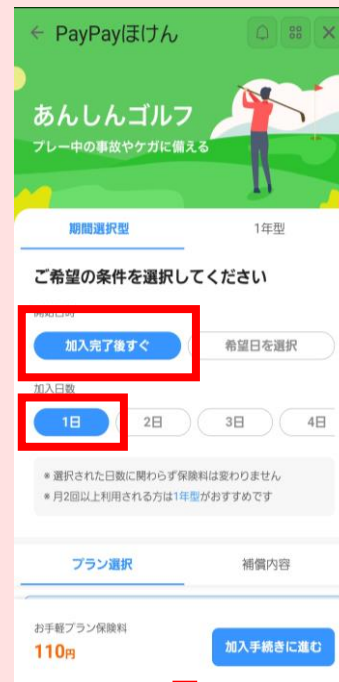 ← PayPayほけん
あんしんゴルフ
プレー中の事故やケガに備える
期間選択型 1年型
ご希望の条件を選択してください
開始日時
加入完了後すぐ 希望日を選択
加入日数
1日 2日 3日 4日
※ 選択された日数に関わらず保険料は変わりません
※ 月2回以上利用される方は1年型がおすすめです
プラン選択 補償内容
お手軽プラン保険料
110円 加入手続きに進む